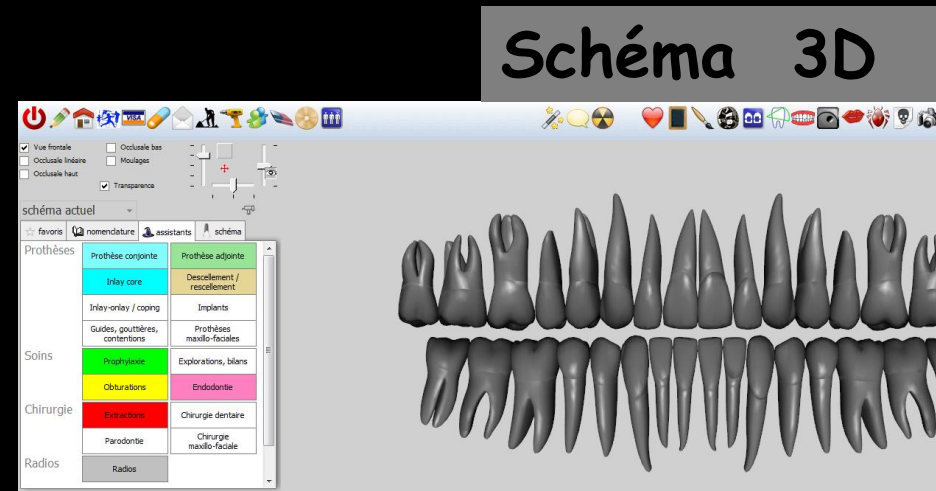 Schéma 3D
VISA
Vue frontale
Occlusale bas
Occlusale linéaire
Moulages
Occlusale haut
Transparence
schéma actuel
favoris
nomenclature
assistants
schéma
Prothèses
Prothèse conjointe
Prothèse adjointe
Inlay core
Descellement /
rescellement
Inlay-onlay / coping
Implants
Guides, gouttières,
contentions
Prothèses
maxillo-faciales
Soins
Prophylaxie
Explorations, bilans
Obturations
Endodontie
Chirurgie
Extractions
Chirurgie dentaire
Parodontie
Chirurgie
maxillo-faciale
Radios
Radios